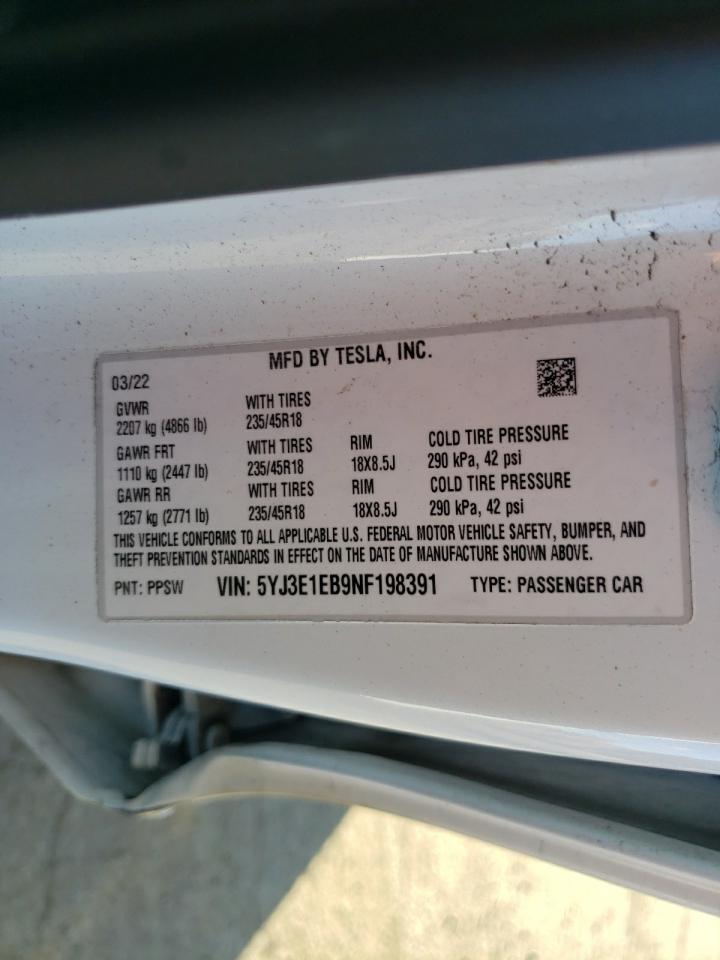 MFD BY TESLA, INC.
03/22
GVWR WITH TIRES
2207 kg (4866 lb) 235/45R18
GAWR FRT WITH TIRES RIM COLD TIRE PRESSURE
1110 kg (2447 lb) 235/45R18 18X8.5J 290 kPa, 42 psi
GAWR RR WITH TIRES RIM COLD TIRE PRESSURE
1257 kg (2771 lb) 235/45R18 18X8.5J 290 kPa, 42 psi
THIS VEHICLE CONFORMS TO ALL APPLICABLE U.S. FEDERAL MOTOR VEHICLE SAFETY, BUMPER, AND
THEFT PREVENTION STANDARDS IN EFFECT ON THE DATE OF MANUFACTURE SHOWN ABOVE.
PNT: PPSW VIN: 5YJ3E1EB9NF198391 TYPE: PASSENGER CAR